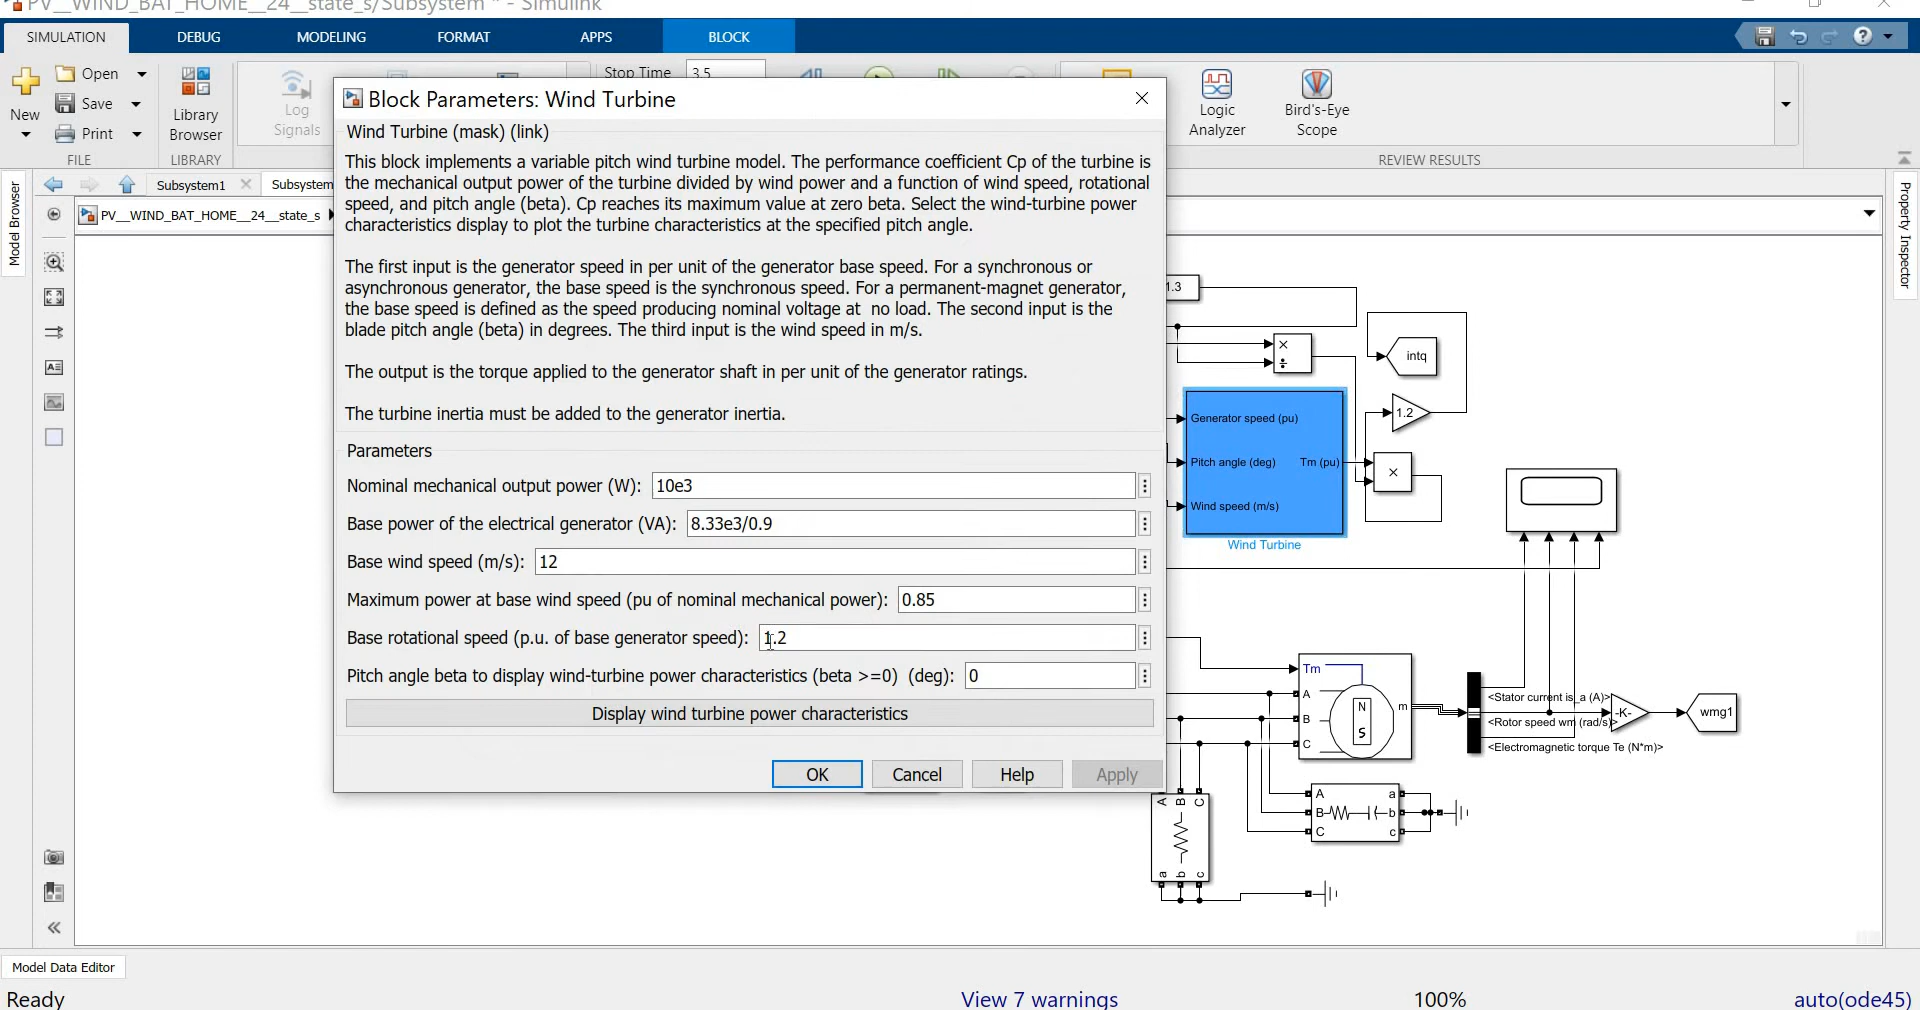 PV__WIND_BAT_HOME__24__state_s/Subsystem * - Simulink
SIMULATION
DEBUG
MODELING
FORMAT
APPS
BLOCK
New
Open
Save
Print
FILE
Library
Browser
LIBRARY
Log
Signals
Stop Time
3.5
Logic
Analyzer
Bird's-Eye
Scope
REVIEW RESULTS
Model Browser
Subsystem1
Subsystem
PV__WIND_BAT_HOME__24__state_s
Property Inspector
Block Parameters: Wind Turbine
Wind Turbine (mask) (link)
This block implements a variable pitch wind turbine model. The performance coefficient Cp of the turbine is
the mechanical output power of the turbine divided by wind power and a function of wind speed, rotational
speed, and pitch angle (beta). Cp reaches its maximum value at zero beta. Select the wind-turbine power
characteristics display to plot the turbine characteristics at the specified pitch angle.
The first input is the generator speed in per unit of the generator base speed. For a synchronous or
asynchronous generator, the base speed is the synchronous speed. For a permanent-magnet generator,
the base speed is defined as the speed producing nominal voltage at no load. The second input is the
blade pitch angle (beta) in degrees. The third input is the wind speed in m/s.
The output is the torque applied to the generator shaft in per unit of the generator ratings.
The turbine inertia must be added to the generator inertia.
Parameters
Nominal mechanical output power (W): 10e3
Base power of the electrical generator (VA): 8.33e3/0.9
Base wind speed (m/s): 12
Maximum power at base wind speed (pu of nominal mechanical power): 0.85
Base rotational speed (p.u. of base generator speed): 1.2
Pitch angle beta to display wind-turbine power characteristics (beta >=0) (deg): 0
Display wind turbine power characteristics
OK
Cancel
Help
Apply
1.3
×
÷
intq
1.2
Generator speed (pu)
Pitch angle (deg)
Tm (pu)
Wind speed (m/s)
Wind Turbine
×
Tm
A
B
C
N
S
m
<Stator current is_a (A)>
<Rotor speed wm (rad/s)>
<Electromagnetic torque Te (N*m)>
-K-
wmg1
A
B
C
a
b
c
A B C
a b c
Model Data Editor
Ready
View 7 warnings
100%
auto(ode45)